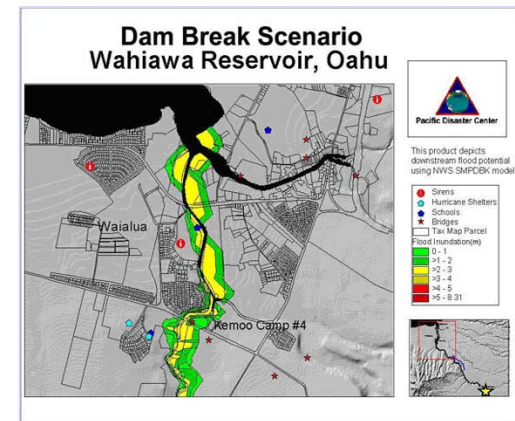 Dam Break Scenario
Wahiawa Reservoir, Oahu
Pacific Disaster Center
This product depicts
downstream flood potential
using NWS SMPDBK model
Sirens
Hurricane Shelters
Schools
Bridges
Tax Map Parcel
Flood Inundation(m)
0 - 1
>1 - 2
>2 - 3
>3 - 4
>4 - 5
>5 - 8.31
Waialua
Kemoo Camp #4